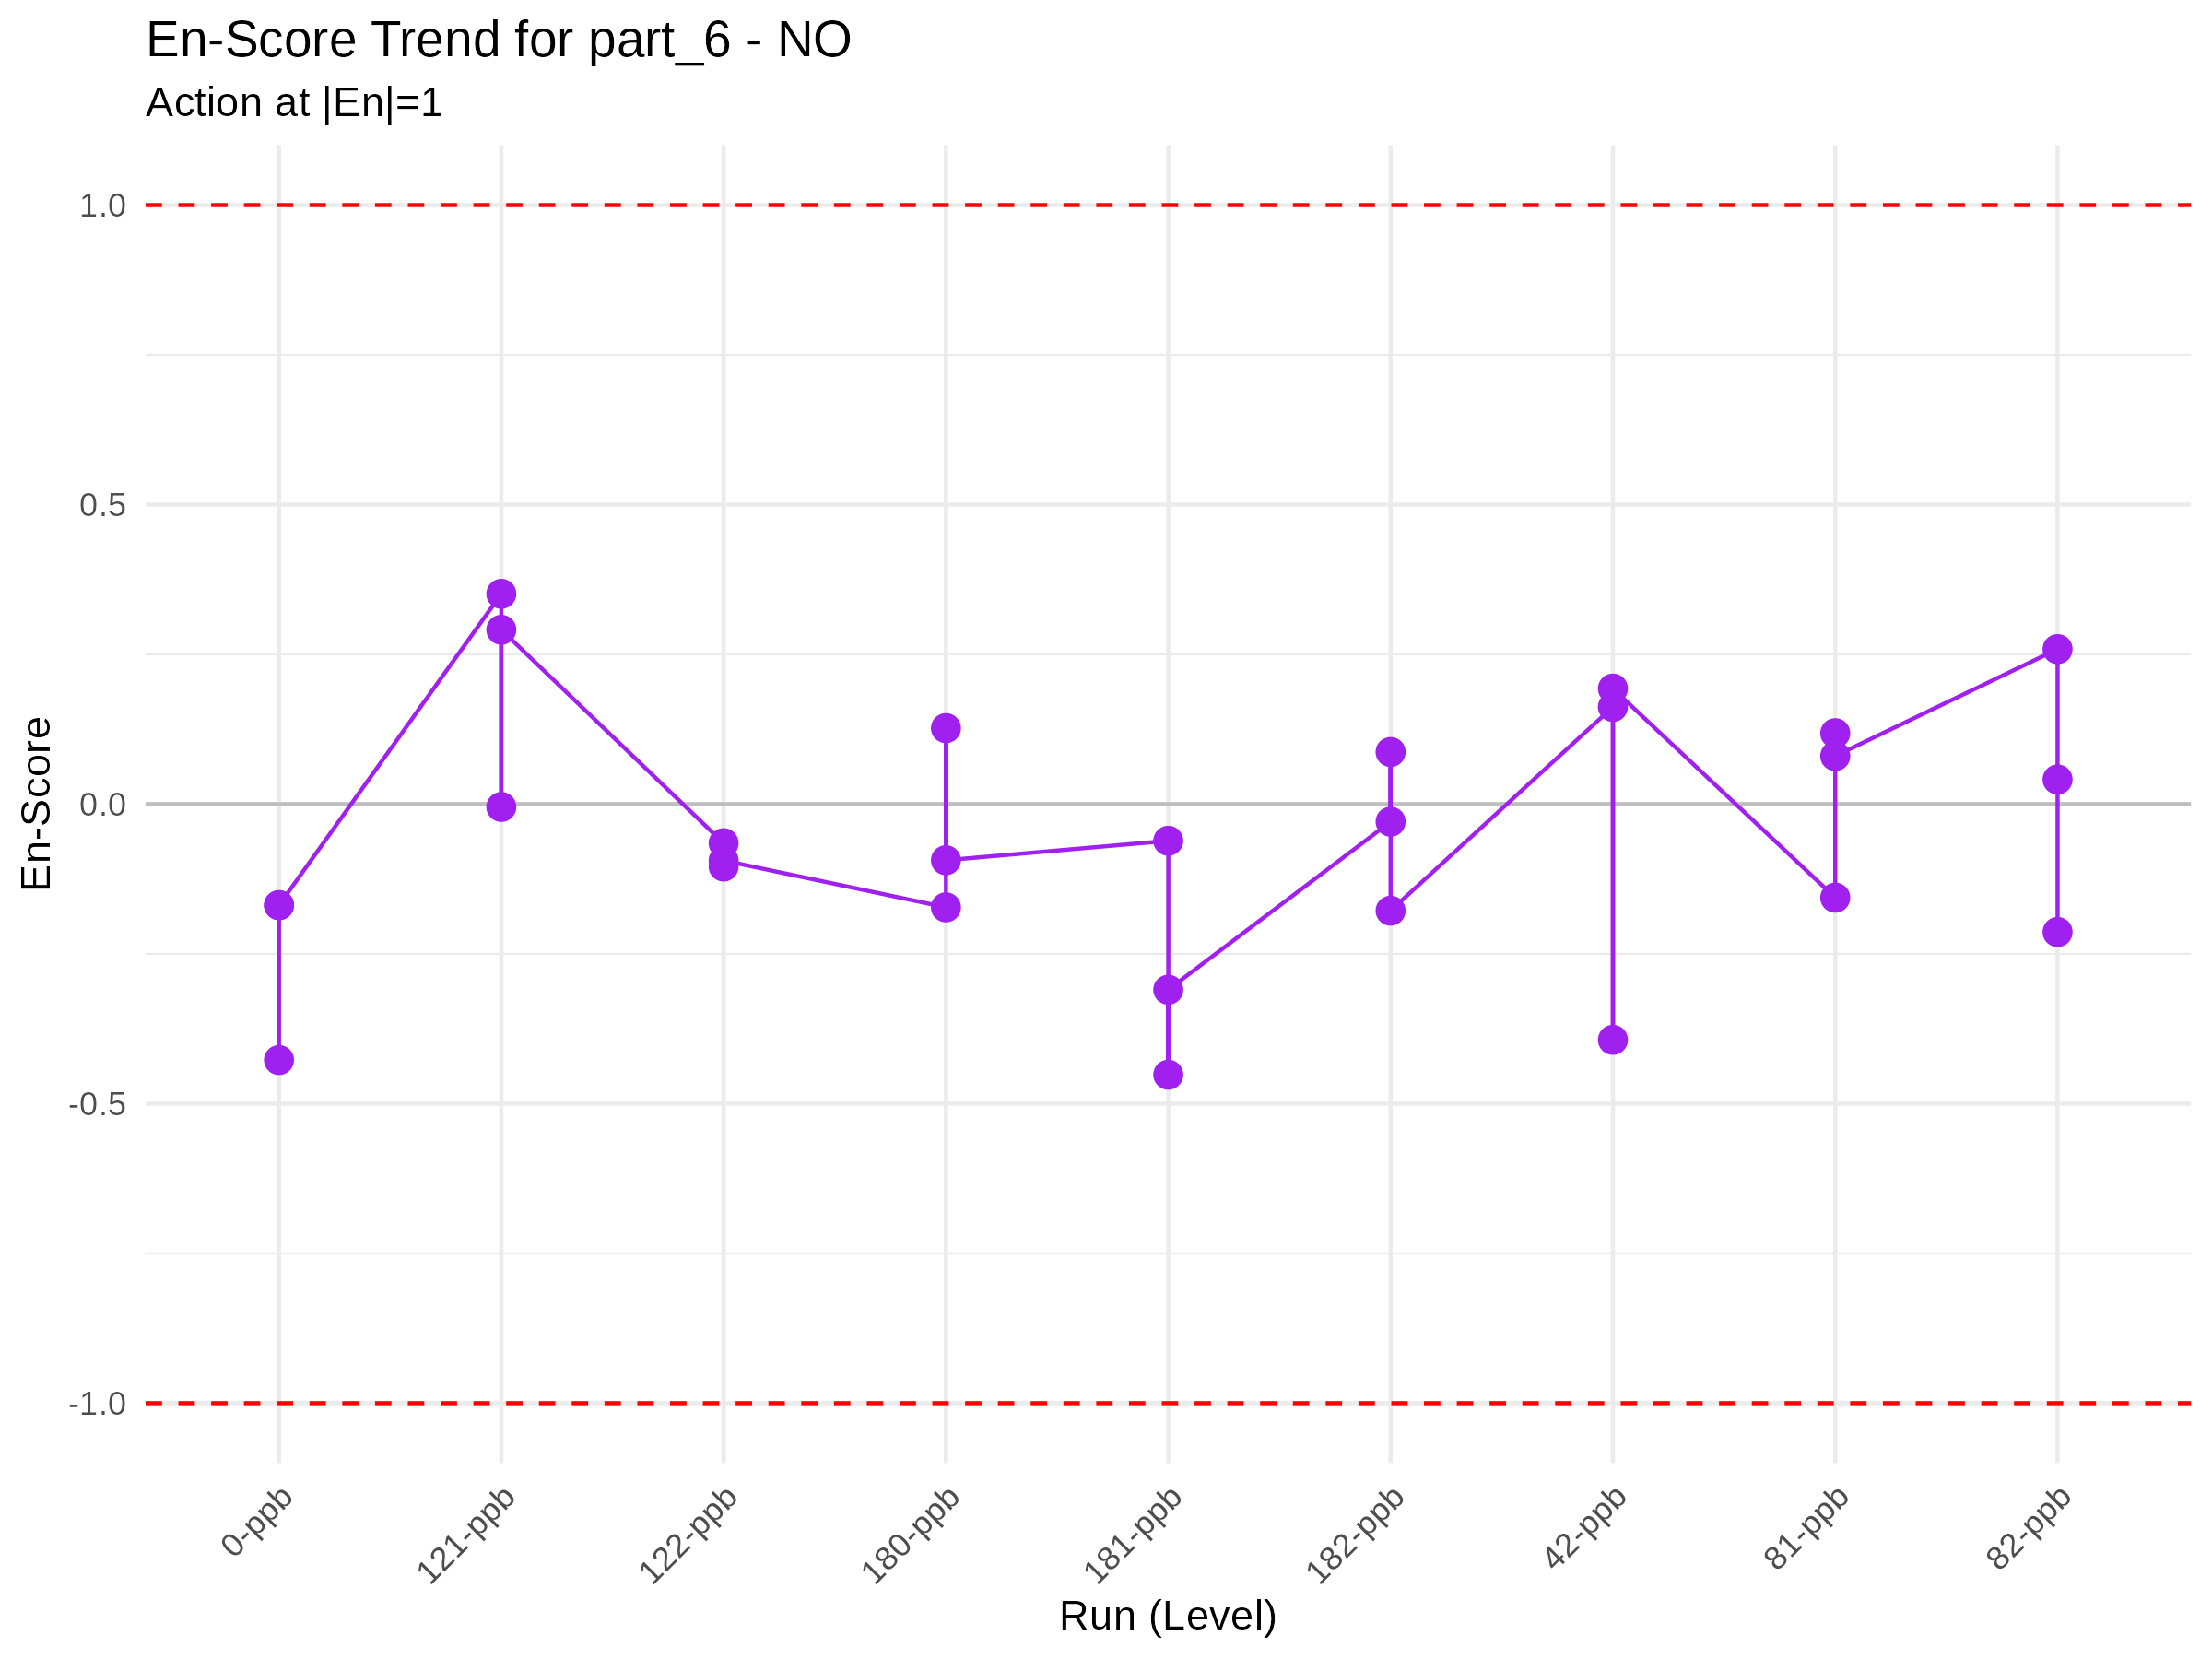 En-Score Trend for part_6 - NO
Action at |En|=1
1.0
0.5
0.0
-0.5
-1.0
En-Score
0-ppb
121-ppb
122-ppb
180-ppb
181-ppb
182-ppb
42-ppb
81-ppb
82-ppb
Run (Level)